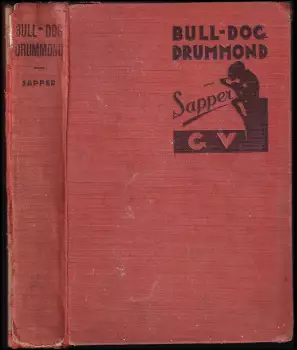 BULL-DOG
DRUMMOND
SAPPER
BULL-DOG
DRUMMOND
Sapper
G V